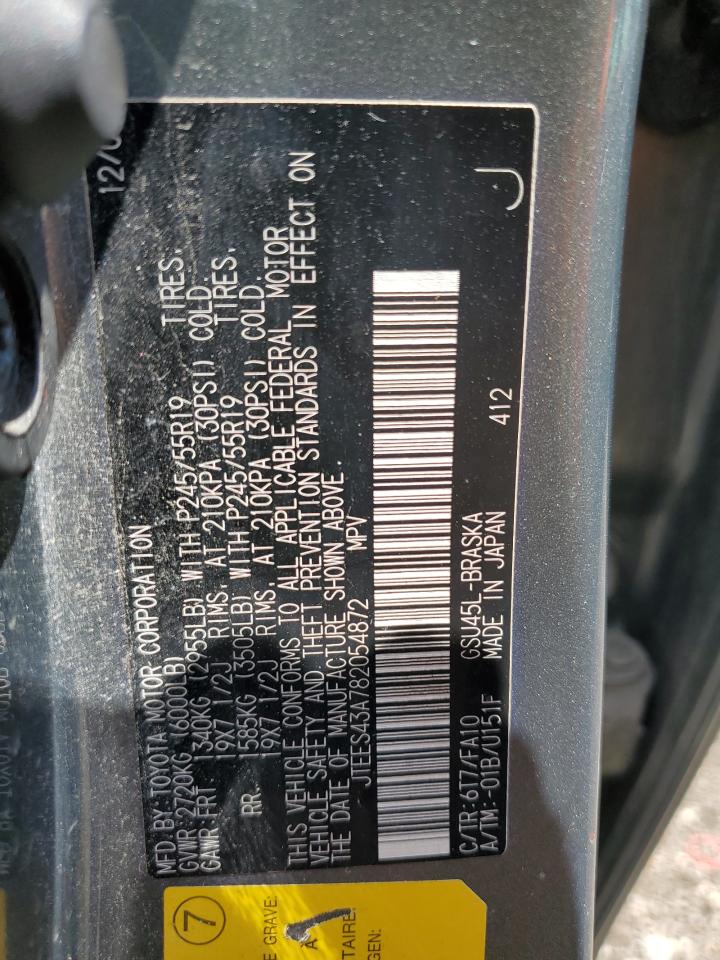 MFD.BY:TOYOTA MOTOR CORPORATION 12/0
GVWR:2720KG (6000LB)
GAWR:FRT 1340KG (2955LB) WITH P245/55R19 TIRES.
19X7 1/2J RIMS, AT 210KPA (30PSI) COLD.
RR. 1585KG (3505LB) WITH P245/55R19 TIRES.
19X7 1/2J RIMS, AT 210KPA (30PSI) COLD.
THIS VEHICLE CONFORMS TO ALL APPLICABLE FEDERAL MOTOR
VEHICLE SAFETY AND THEFT PREVENTION STANDARDS IN EFFECT ON
THE DATE OF MANUFACTURE SHOWN ABOVE.
JTEES43A782054872 MPV
C/TR:6T7/FA10 GSU45L-BRASKA
A/TM:-01B/U151F MADE IN JAPAN 412
J
7
E GRAVE:
A
TAIRE:
GEN: